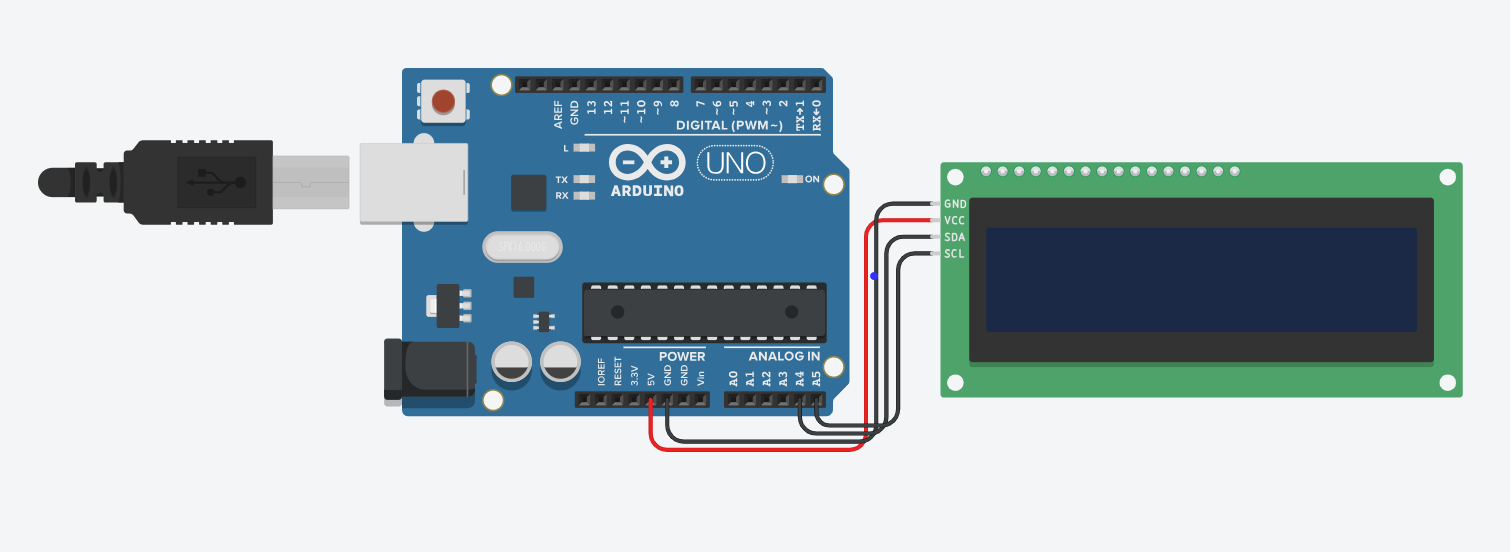 AREF
GND
13
12
~11
~10
~9
8
7
~6
~5
4
~3
2
TX→1
RX←0
DIGITAL (PWM~)
L
TX
RX
ARDUINO
UNO
ON
GND
VCC
SDA
SCL
POWER
ANALOG IN
IOREF
RESET
3.3V
5V
GND
GND
Vin
A0
A1
A2
A3
A4
A5